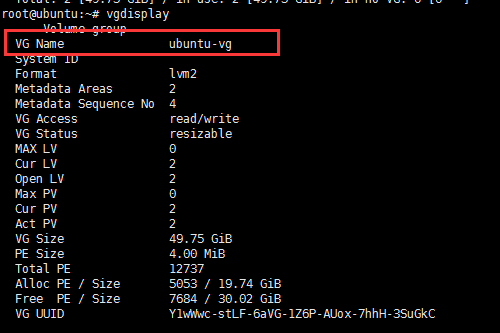 Total: 2 [49.75 GiB] / in use: 2 [49.75 GiB] / in no VG: 0 [0   ]
root@ubuntu:~# vgdisplay
--- Volume group ---
VG Name               ubuntu-vg
System ID
Format                lvm2
Metadata Areas        2
Metadata Sequence No  4
VG Access             read/write
VG Status             resizable
MAX LV                0
Cur LV                2
Open LV               2
Max PV                0
Cur PV                2
Act PV                2
VG Size               49.75 GiB
PE Size               4.00 MiB
Total PE              12737
Alloc PE / Size       5053 / 19.74 GiB
Free  PE / Size       7684 / 30.02 GiB
VG UUID               Y1wWwc-stLF-6aVG-1Z6P-AUox-7hhH-3SuGkC